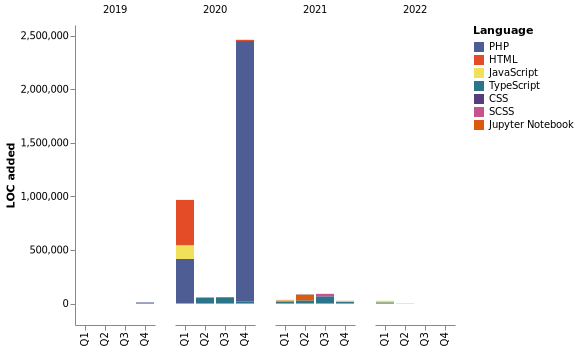 2019 2020 2021 2022
Language
PHP
HTML
JavaScript
TypeScript
CSS
SCSS
Jupyter Notebook
LOC added
2,500,000
2,000,000
1,500,000
1,000,000
500,000
0
Q1 Q2 Q3 Q4 Q1 Q2 Q3 Q4 Q1 Q2 Q3 Q4 Q1 Q2 Q3 Q4